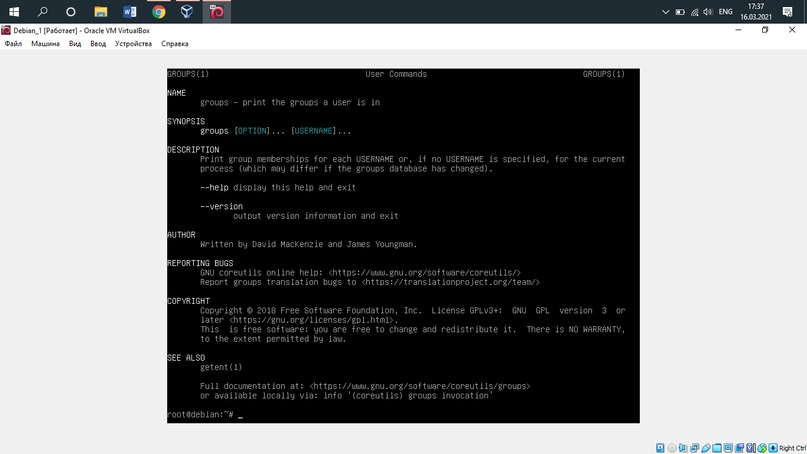 ENG
17:37
16.03.2021
Debian_1 [Работает] - Oracle VM VirtualBox
Файл Машина Вид Ввод Устройства Справка
GROUPS(1) User Commands GROUPS(1)
NAME
groups - print the groups a user is in
SYNOPSIS
groups [OPTION]... [USERNAME]...
DESCRIPTION
Print group memberships for each USERNAME or, if no USERNAME is specified, for the current
process (which may differif the groups database has changed).
--help display this help and exit
--version
output version information and exit
AUTHOR
Written by David MacKenzie and James Youngman.
REPORTING BUGS
GNU coreutils online help: <https://www.gnu.org/software/coreutils/>
Report groups translation bugs to <https://translationproject.org/team/>
COPYRIGHT
Copyright © 2018 Free Software Foundation, Inc. License GPLv3+: GNU GPL version 3 or
later <https://gnu.org/licenses/gpl.html>.
This is free software: you are free to change and redistribute it. There is NO WARRANTY,
to the extent permitted by law.
SEE ALSO
getent(1)
Full documentation at: <https://www.gnu.org/software/coreutils/groups>
or available locally via: info '(coreutils) groups invocation'
root@debian:~# _
Right Ctrl